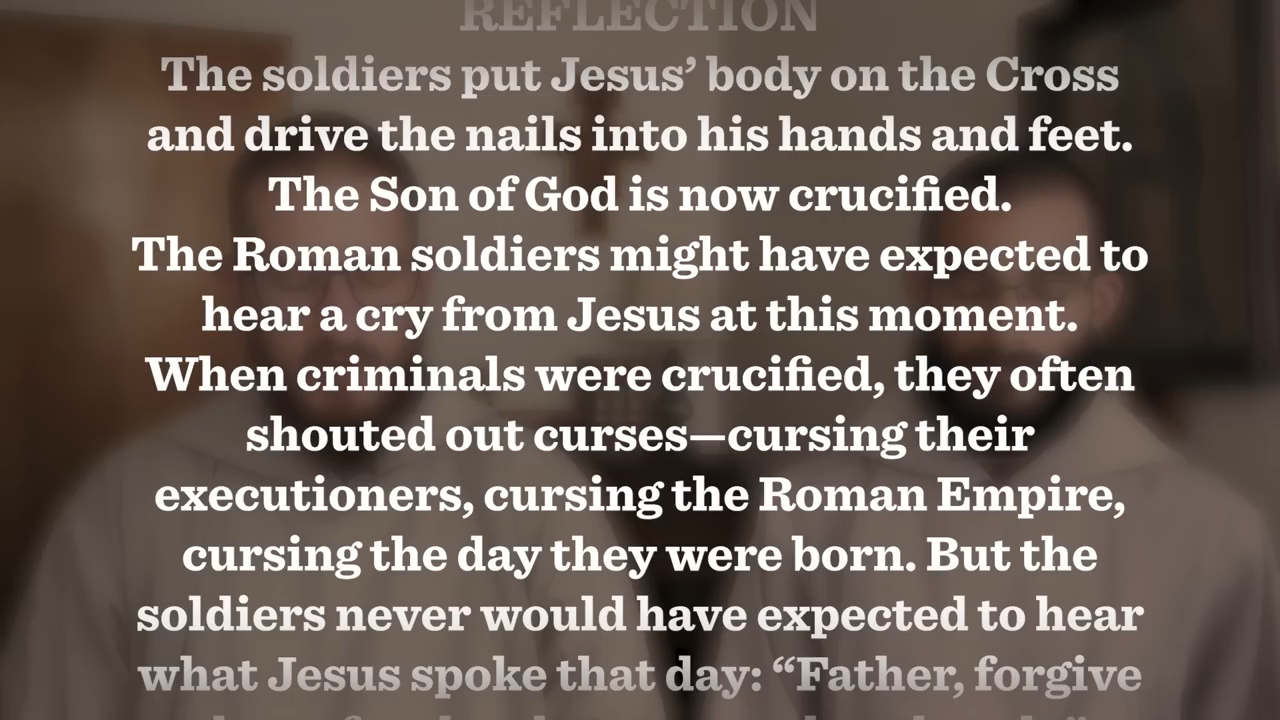 REFLECTION
The soldiers put Jesus’ body on the Cross
and drive the nails into his hands and feet.
The Son of God is now crucified.
The Roman soldiers might have expected to
hear a cry from Jesus at this moment.
When criminals were crucified, they often
shouted out curses—cursing their
executioners, cursing the Roman Empire,
cursing the day they were born. But the
soldiers never would have expected to hear
what Jesus spoke that day: “Father, forgive